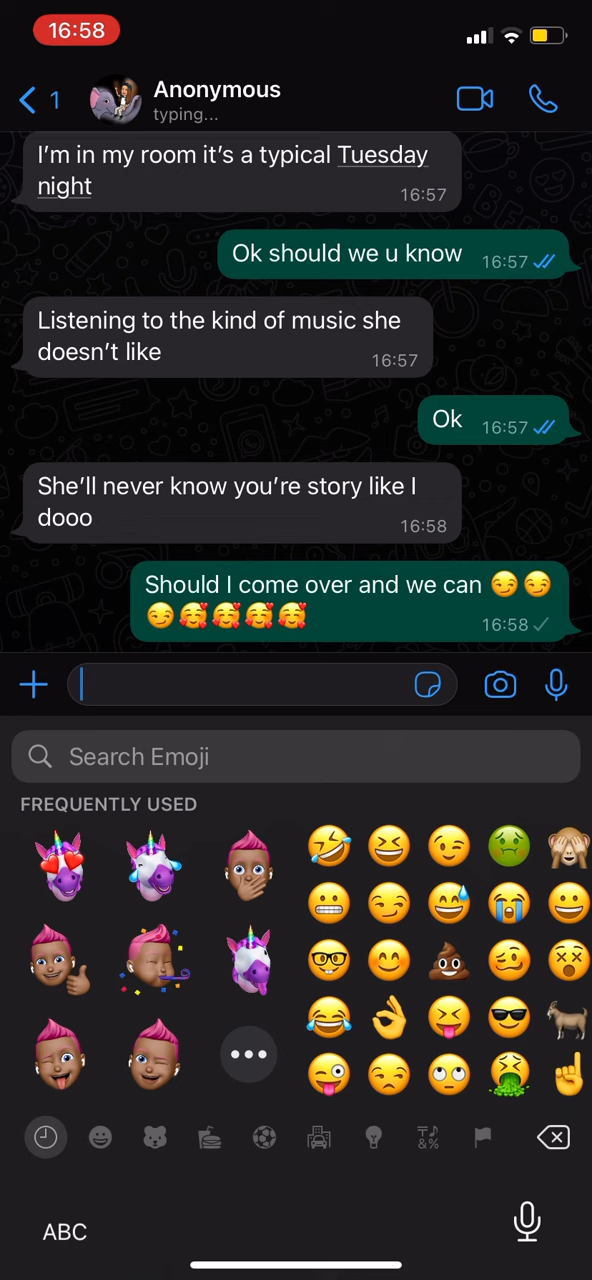 16:58
1
Anonymous
typing...
I’m in my room it’s a typical Tuesday
night
16:57
Ok should we u know
16:57
Listening to the kind of music she
doesn’t like
16:57
Ok
16:57
She’ll never know you’re story like I
dooo
16:58
Should I come over and we can 😏😏
😏🥰🥰🥰🥰
16:58
Search Emoji
FREQUENTLY USED
ABC